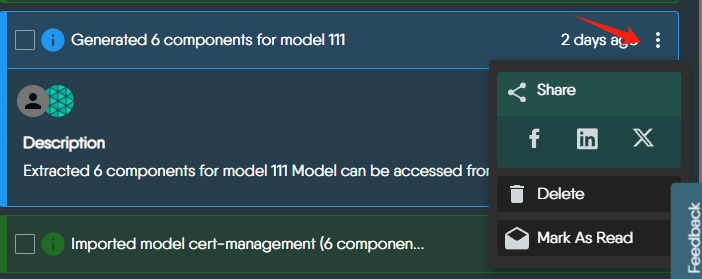 Generated 6 components for model 111
2 days ago
Share
Description
Extracted 6 components for model 111 Model can be accessed from
Delete
Mark As Read
Imported model cert-management (6 componen...
Feedback